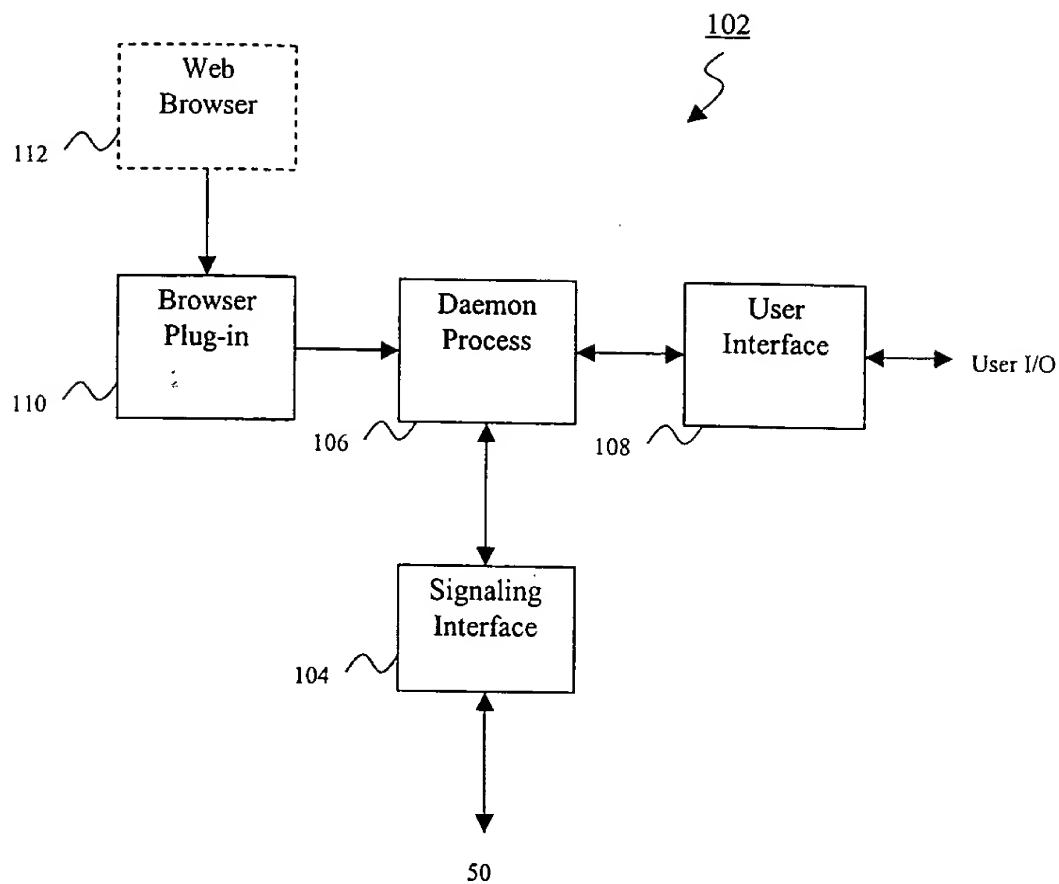 102
Web
Browser
112
Browser
Plug-in
110
Daemon
Process
106
User
Interface
108
User I/O
Signaling
Interface
104
50